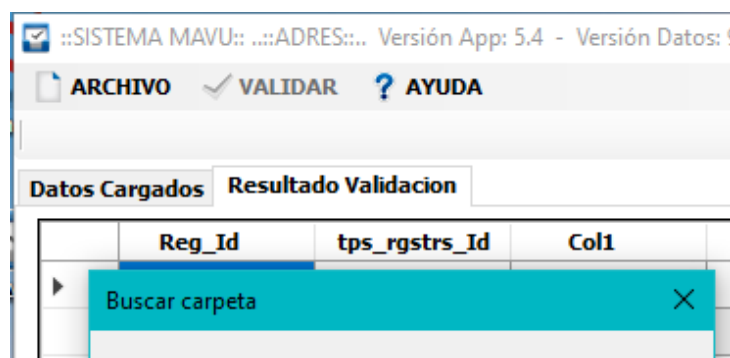 ::SISTEMA MAVU:: ..::ADRES::.. Versión App: 5.4 - Versión Datos:
ARCHIVO VALIDAR ? AYUDA
Datos Cargados Resultado Validacion
Reg_Id tps_rgstrs_Id Col1
Buscar carpeta